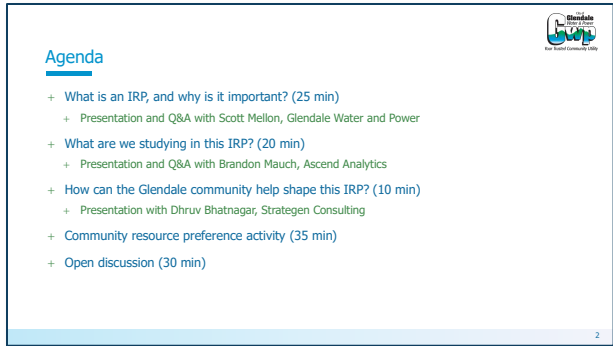 City of
Glendale
Water & Power
GWP
Your Trusted Community Utility
Agenda
+ What is an IRP, and why is it important? (25 min)
+ Presentation and Q&A with Scott Mellon, Glendale Water and Power
+ What are we studying in this IRP? (20 min)
+ Presentation and Q&A with Brandon Mauch, Ascend Analytics
+ How can the Glendale community help shape this IRP? (10 min)
+ Presentation with Dhruv Bhatnagar, Strategen Consulting
+ Community resource preference activity (35 min)
+ Open discussion (30 min)
2